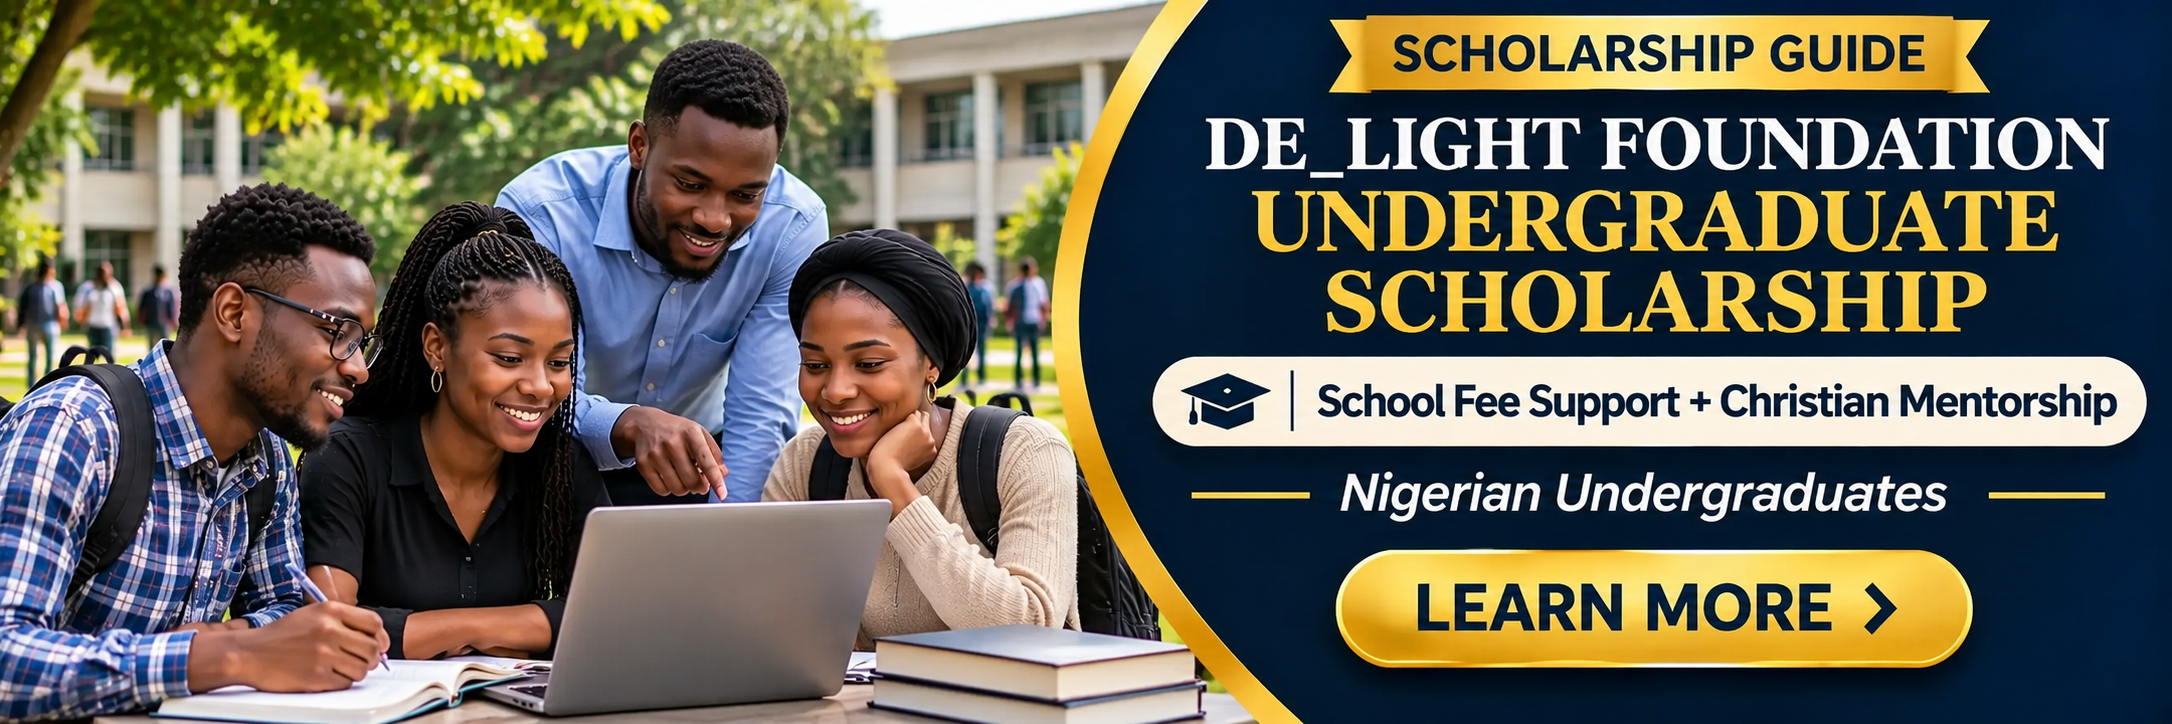 SCHOLARSHIP GUIDE
DE_LIGHT FOUNDATION
UNDERGRADUATE
SCHOLARSHIP
School Fee Support + Christian Mentorship
Nigerian Undergraduates
LEARN MORE